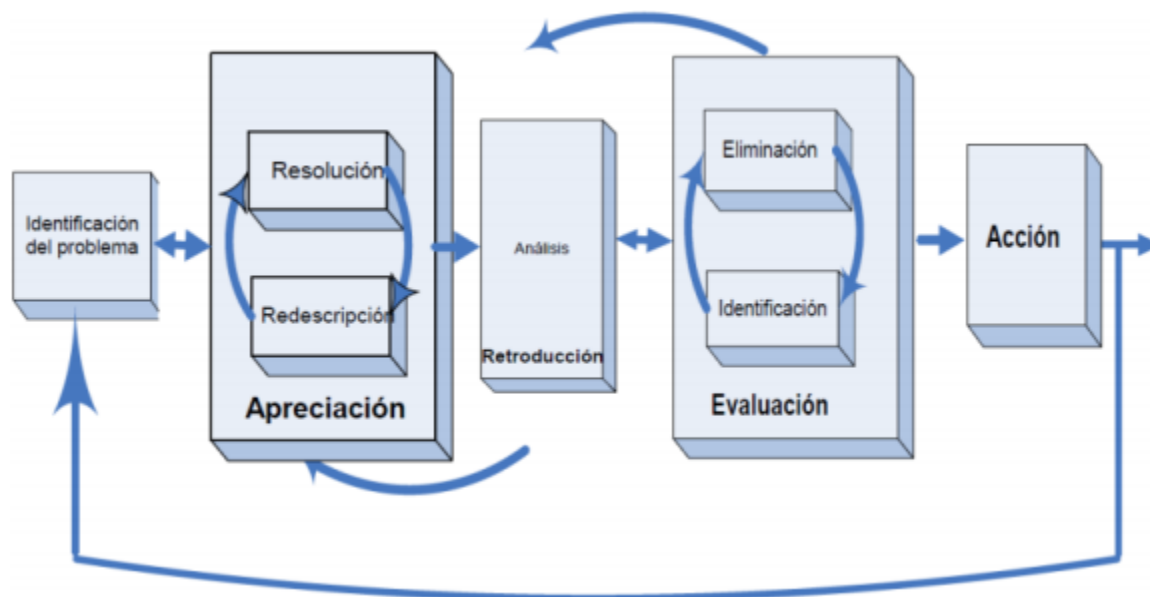 Identificación
del problema
Resolución
Redescripción
Apreciación
Análisis
Retroducción
Eliminación
Identificación
Evaluación
Acción